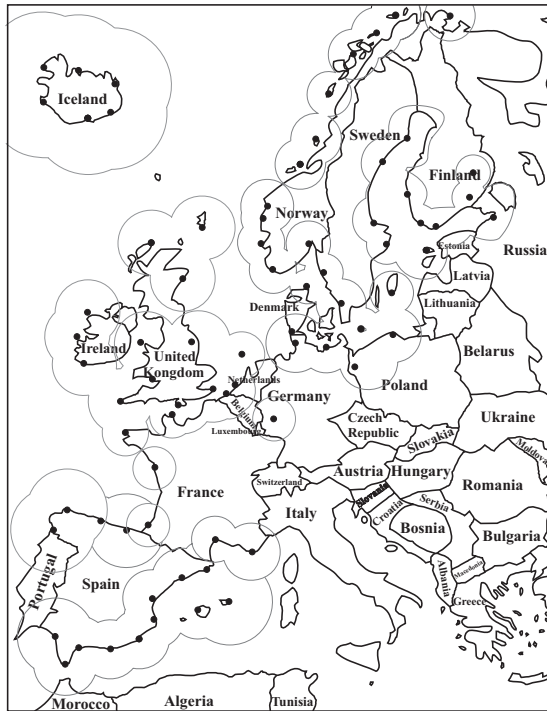 Iceland
Sweden
Finland
Norway
Russia
Estonia
Latvia
Denmark
Lithuania
Ireland
United
Kngdom
Belarus
Netherlands
Germany
Poland
Belgium
Luxembourg
Czech
Republic
Ukraine
Slovakia
Moldova
Switzerland
Austria
Hungary
France
Slovania
Romania
Italy
Croatia
Serbia
Bosnia
Bulgaria
Portugal
Spain
Albania
Macedonia
Greece
Morocco
Algeria
Tunisia